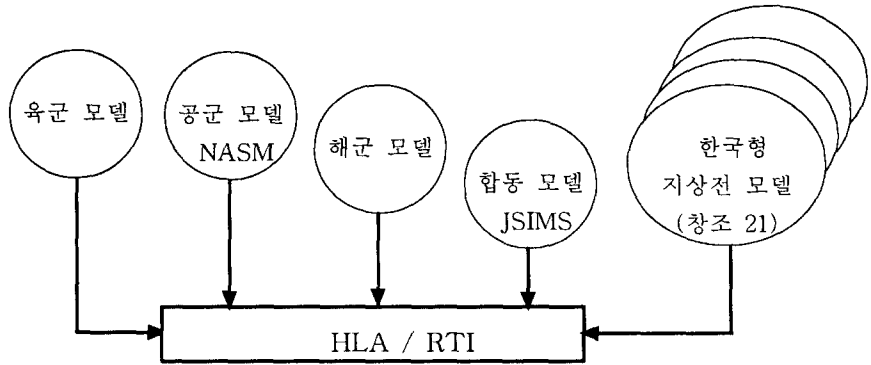 육군 모델
공군 모델
NASM
해군 모델
합동 모델
JSIMS
한국형
지상전 모델
(창조 21)
HLA / RTI